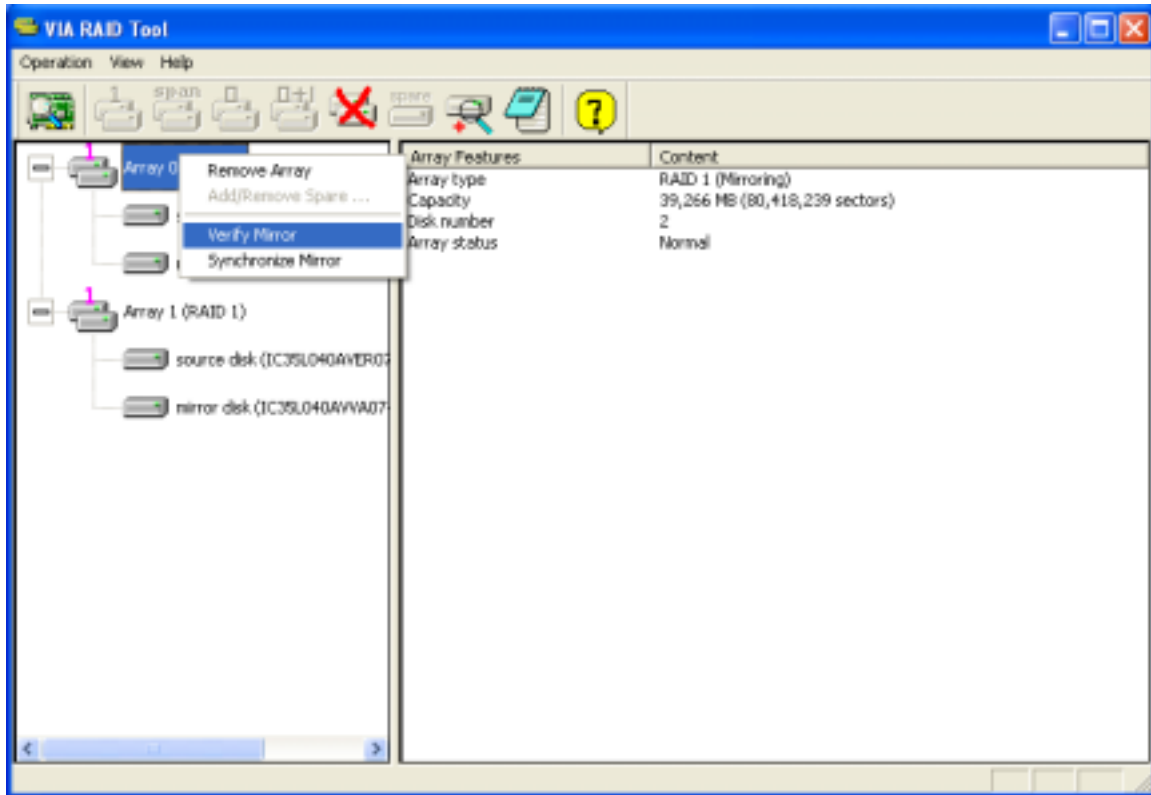 VIA RAID Tool
Operation View Help
1
span
0
0+1
spare
?
1
Array 0
Remove Array
Add/Remove Spare ...
Verify Mirror
Synchronize Mirror
1
Array 1 (RAID 1)
source disk (IC35L040AVER07
mirror disk (IC35L040AVVA07-
Array Features Content
Array type RAID 1 (Mirroring)
Capacity 39,266 MB (80,418,239 sectors)
Disk number 2
Array status Normal